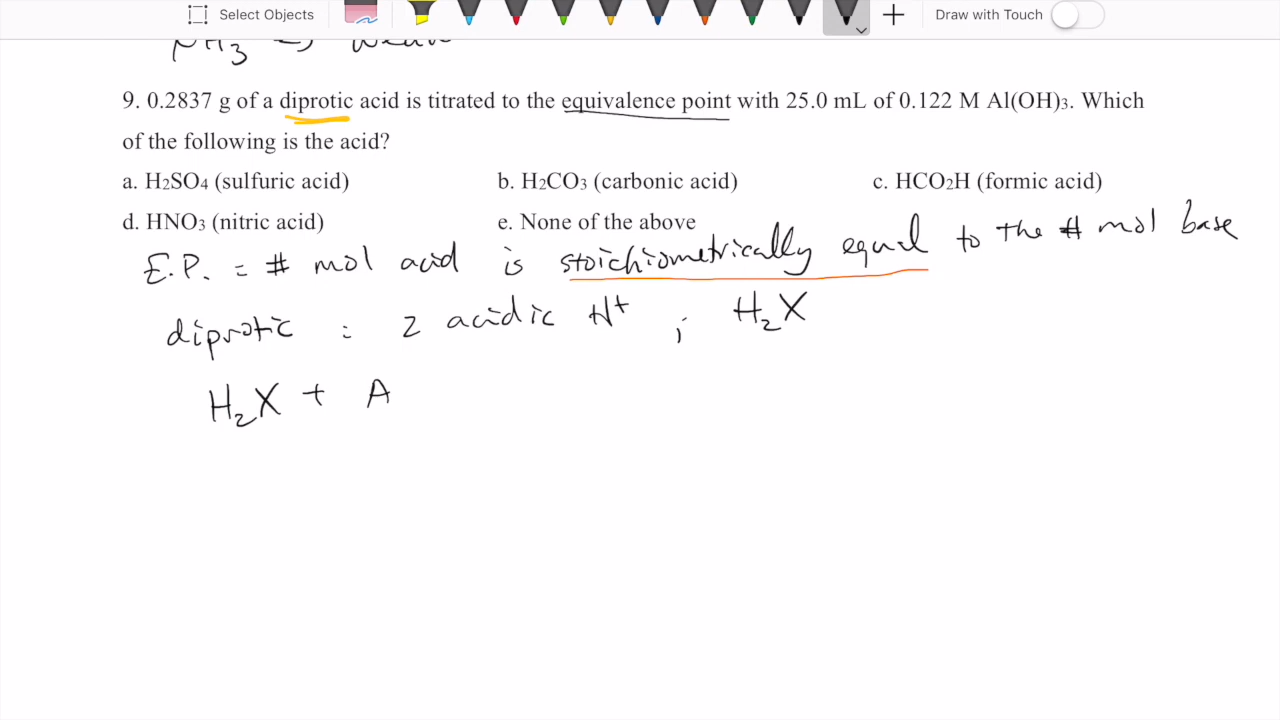 Select Objects
Draw with Touch
NH3 →
9. 0.2837 g of a diprotic acid is titrated to the equivalence point with 25.0 mL of 0.122 M Al(OH)3. Which
of the following is the acid?
a. H2SO4 (sulfuric acid) b. H2CO3 (carbonic acid) c. HCO2H (formic acid)
d. HNO3 (nitric acid) e. None of the above
E.P. = # mol acid is stoichiometrically equal to the # mol base
diprotic : 2 acidic H+ ; H2X
H2X + A